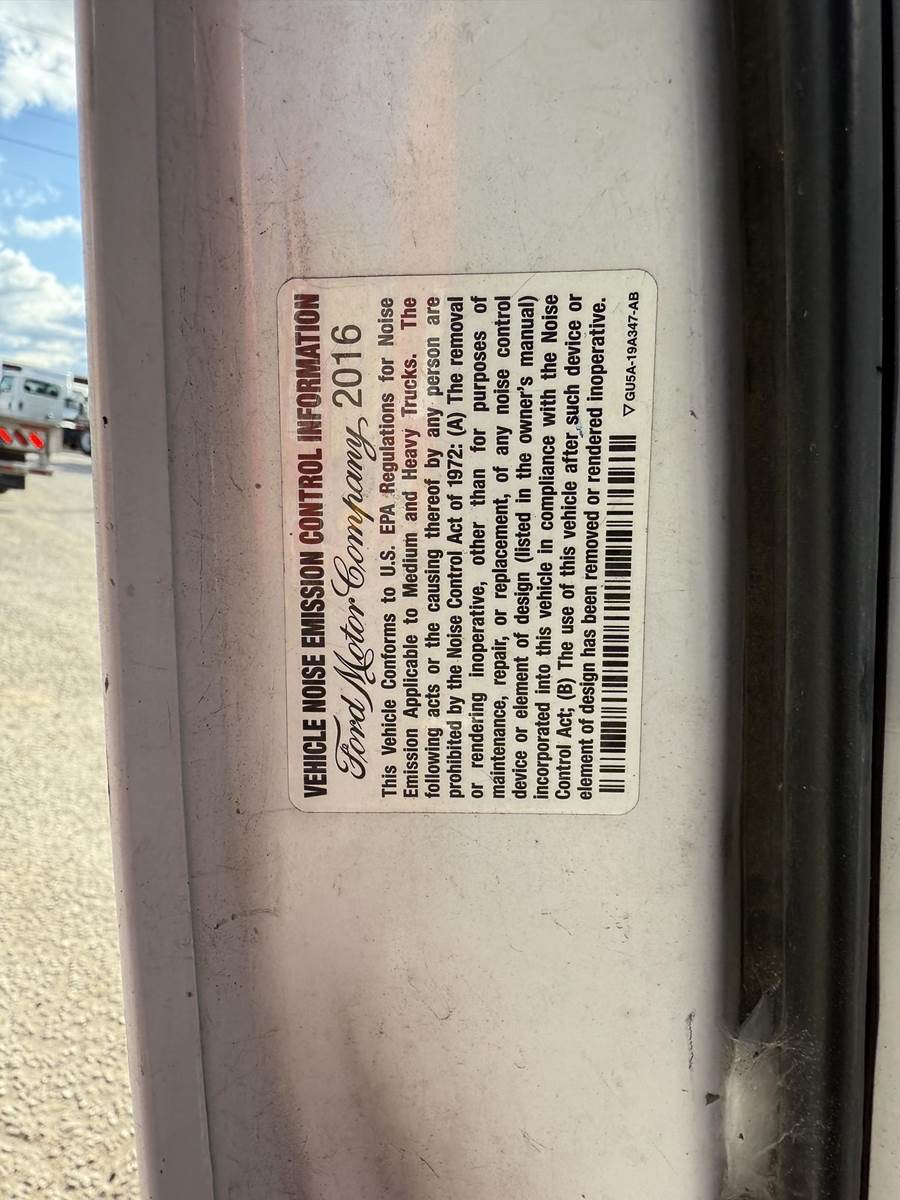 VEHICLE NOISE EMISSION CONTROL INFORMATION
Ford Motor Company 2016
This Vehicle Conforms to U.S. EPA Regulations for Noise
Emission Applicable to Medium and Heavy Trucks. The
following acts or the causing thereof by any person are
prohibited by the Noise Control Act of 1972: (A) The removal
or rendering inoperative, other than for purposes of
maintenance, repair, or replacement, of any noise control
device or element of design (listed in the owner's manual)
incorporated into this vehicle in compliance with the Noise
Control Act; (B) The use of this vehicle after such device or
element of design has been removed or rendered inoperative.
GU5A-19A347-AB